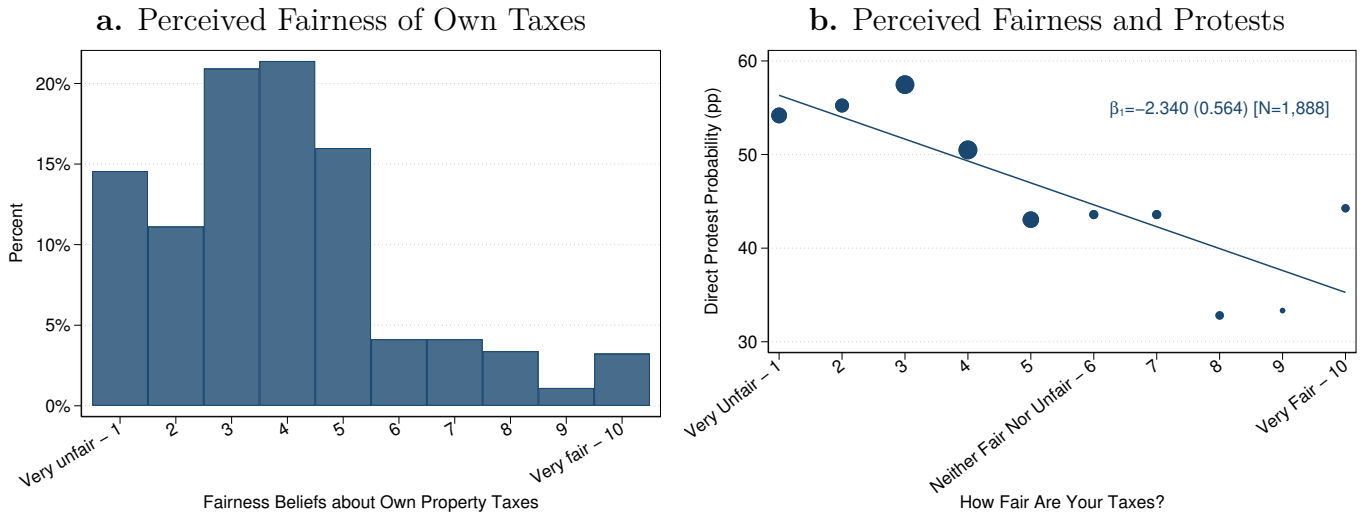 a. Perceived Fairness of Own Taxes
Percent
20%
15%
10%
5%
0%
Very unfair – 1
2
3
4
5
6
7
8
9
Very fair – 10
Fairness Beliefs about Own Property Taxes
b. Perceived Fairness and Protests
Direct Protest Probability (pp)
60
50
40
30
β₁=−2.340 (0.564) [N=1,888]
Very Unfair – 1
2
3
4
5
Neither Fair Nor Unfair – 6
7
8
9
Very Fair – 10
How Fair Are Your Taxes?